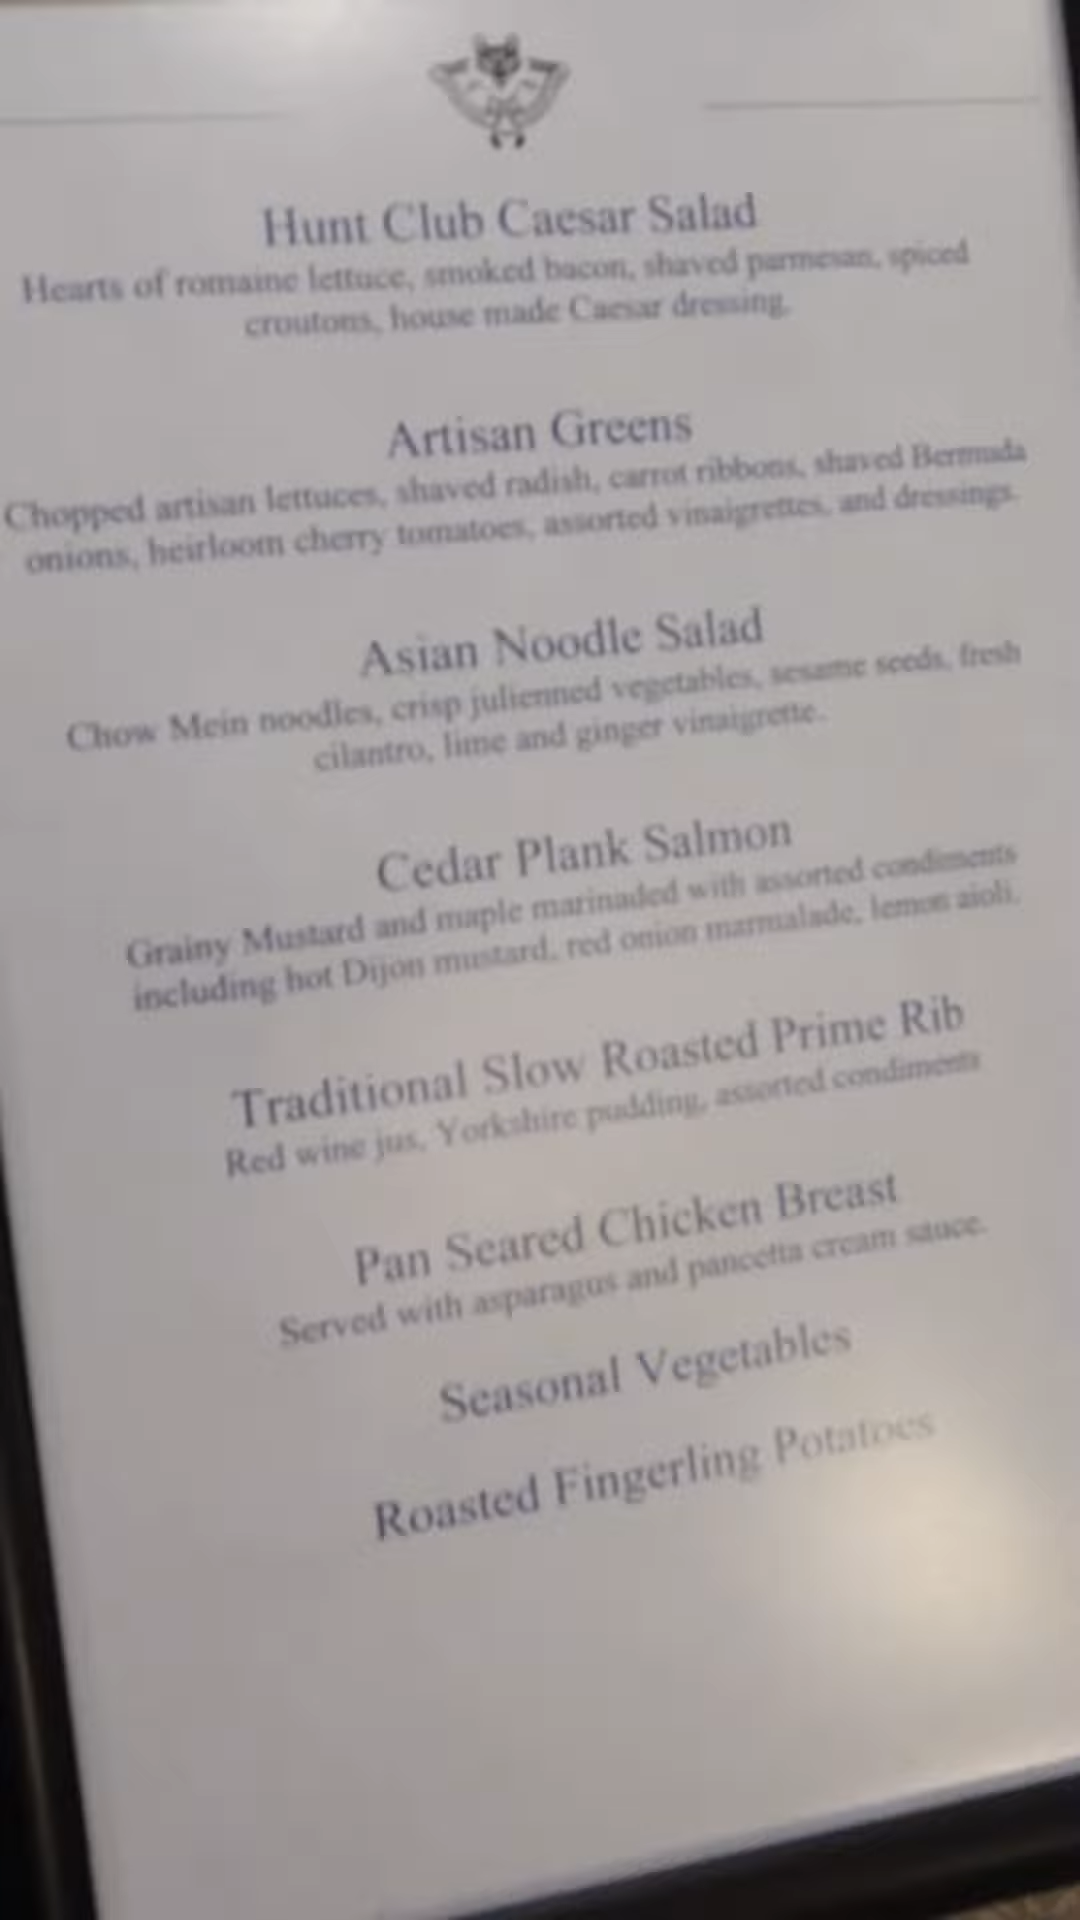 Hunt Club Caesar Salad
Hearts of romaine lettuce, smoked bacon, shaved parmesan, spiced
croutons, house made Caesar dressing.
Artisan Greens
Chopped artisan lettuces, shaved radish, carrot ribbons, shaved Bermuda
onions, heirloom cherry tomatoes, assorted vinaigrettes, and dressings.
Asian Noodle Salad
Chow Mein noodles, crisp julienned vegetables, sesame seeds, fresh
cilantro, lime and ginger vinaigrette.
Cedar Plank Salmon
Grainy Mustard and maple marinaded with assorted condiments
including hot Dijon mustard, red onion marmalade, lemon aioli.
Traditional Slow Roasted Prime Rib
Red wine jus, Yorkshire pudding, assorted condiments
Pan Seared Chicken Breast
Served with asparagus and pancetta cream sauce.
Seasonal Vegetables
Roasted Fingerling Potatoes